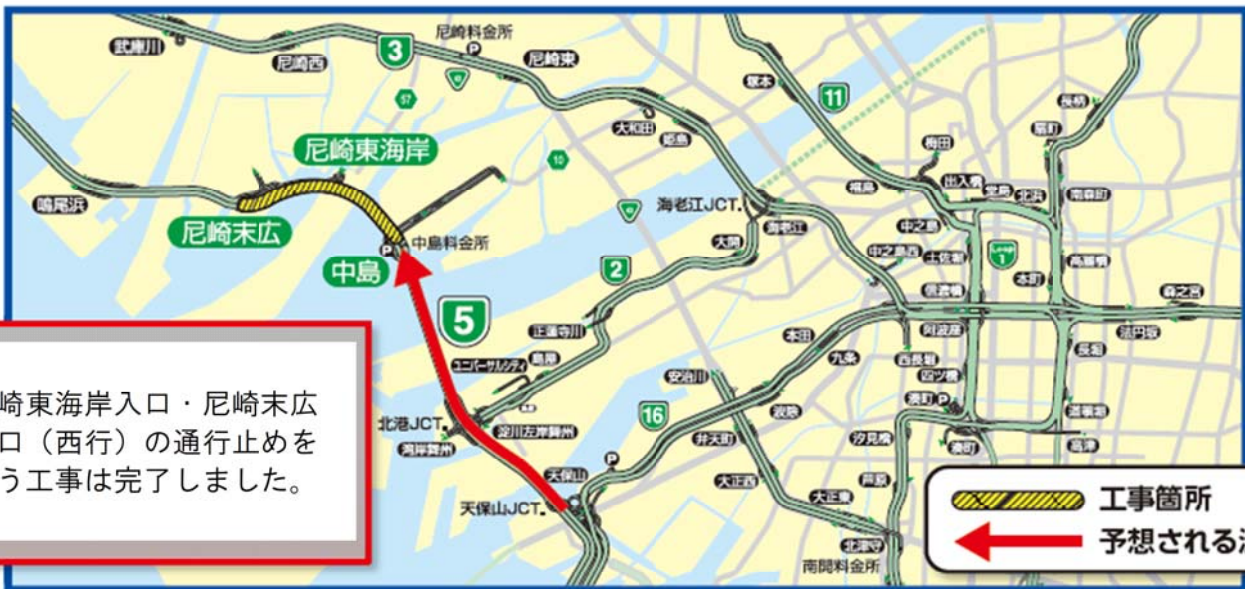 武庫川
尼崎西
3
尼崎料金所
P
尼崎東
43
57
尼崎東海岸
鳴尾浜
尼崎末広
P
中島料金所
中島
10
大和田
姫島
43
海老江JCT.
海老江
大開
2
5
正蓮寺川
島屋
ユニバーサルシティ
北港JCT.
淀川左岸舞州
湾岸舞州
天保山
P
天保山JCT.
塚本
11
梅田
福島
出入橋
堂島
北浜
中之島
中之島西
土佐堀
信濃橋
阿波座
本田
九条
西長堀
四ツ橋
安治川
16
波除
弁天町
大正西
大正東
汐見橋
芦原
湊町
P
湊町
北津守
南開料金所
長柄
扇町
南森町
1
本町
高麗橋
森之宮
法円坂
長堀
道頓堀
高津
崎東海岸入口・尼崎末広
口（西行）の通行止めを
う工事は完了しました。
工事箇所
予想される